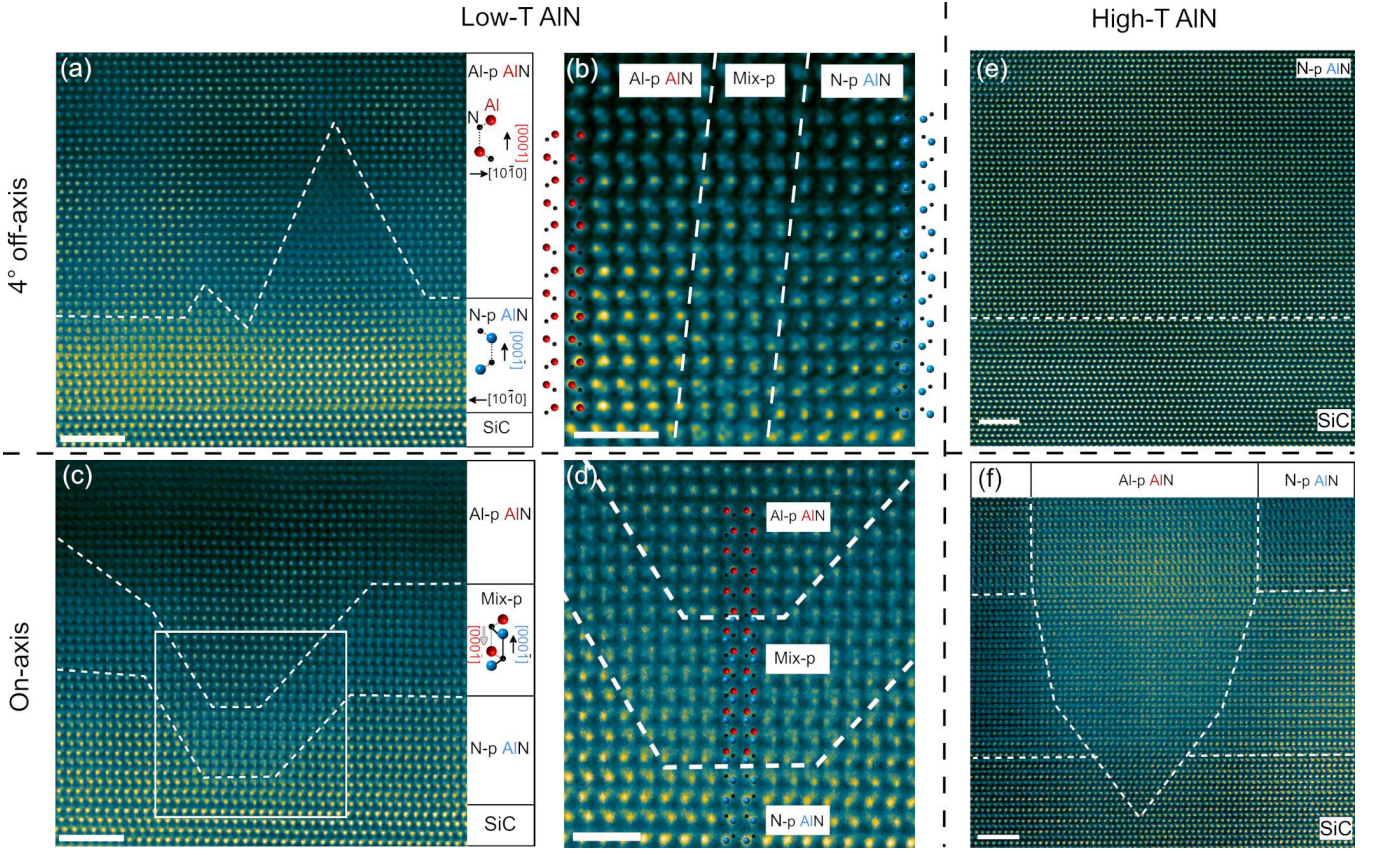 Low-T AlN
High-T AlN
4° off-axis
On-axis
(a)
Al-p AlN
Al
N
[0001]
[101̄0]
N-p AlN
[0001̄]
[101̄0]
SiC
(b)
Al-p AlN
Mix-p
N-p AlN
(e)
N-p AlN
SiC
(c)
Al-p AlN
Mix-p
[0001]
[0001̄]
N-p AlN
SiC
(d)
Al-p AlN
Mix-p
N-p AlN
(f)
Al-p AlN
N-p AlN
SiC